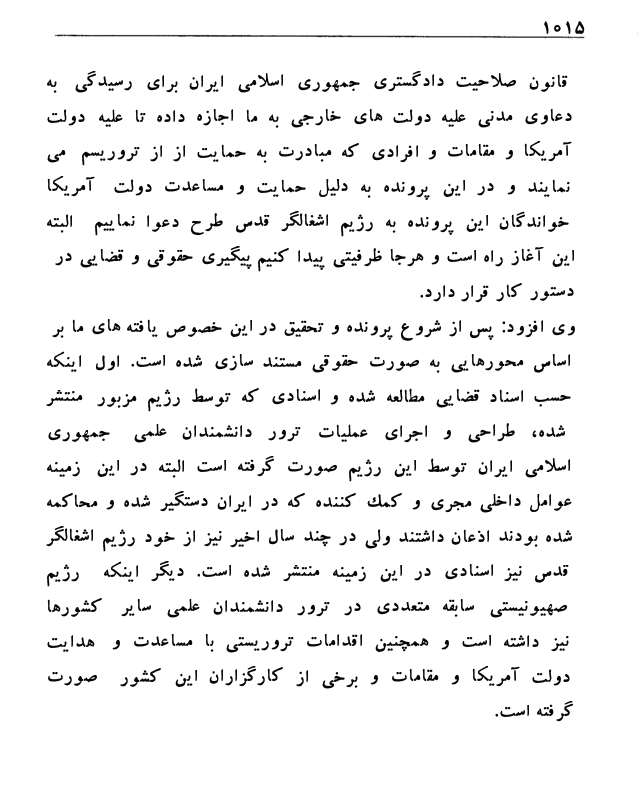 ۱۰۱۵
قانون صلاحیت دادگستری جمهوری اسلامی ایران برای رسیدگی به
دعاوی مدنی علیه دولت های خارجی به ما اجازه داده تا علیه دولت
آمریکا و مقامات و افرادی که مبادرت به حمایت از از تروریسم می
نمایند و در این پرونده به دلیل حمایت و مساعدت دولت آمریکا
خواندگان این پرونده به رژیم اشغالگر قدس طرح دعوا نماییم البته
این آغاز راه است و هرجا ظرفیتی پیدا کنیم پیگیری حقوقی و قضایی در
دستور کار قرار دارد.
وی افزود: پس از شروع پرونده و تحقیق در این خصوص یافته های ما بر
اساس محورهایی به صورت حقوقی مستند سازی شده است. اول اینکه
حسب اسناد قضایی مطالعه شده و اسنادی که توسط رژیم مزبور منتشر
شده، طراحی و اجرای عملیات ترور دانشمندان علمی جمهوری
اسلامی ایران توسط این رژیم صورت گرفته است البته در این زمینه
عوامل داخلی مجری و کمك کننده که در ایران دستگیر شده و محاکمه
شده بودند اذعان داشتند ولی در چند سال اخیر نیز از خود رژیم اشغالگر
قدس نیز اسنادی در این زمینه منتشر شده است. دیگر اینکه رژیم
صهیونیستی سابقه متعددی در ترور دانشمندان علمی سایر کشورها
نیز داشته است و همچنین اقدامات تروریستی با مساعدت و هدایت
دولت آمریکا و مقامات و برخی از کارگزاران این کشور صورت
گرفته است.